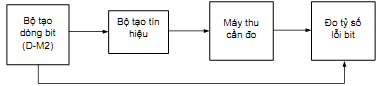 Bộ tạo
dòng bit
(D-M2)
Bộ tạo tín
hiệu
Máy thu
cần đo
Đo tỷ số
lỗi bit